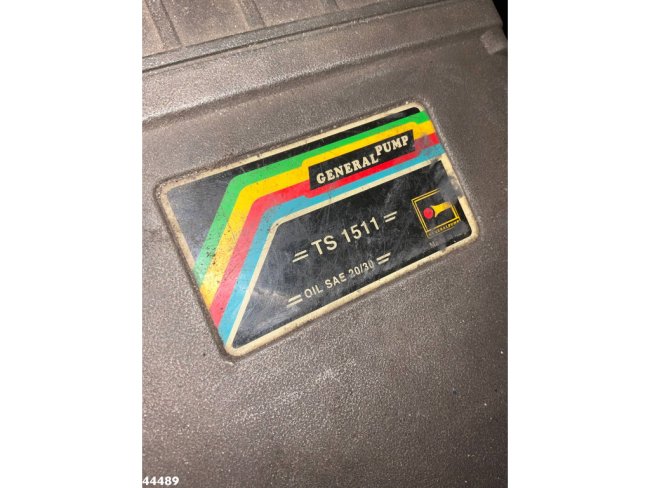 GENERAL PUMP
= TS 1511 =
= OIL SAE 20/30 =
44489